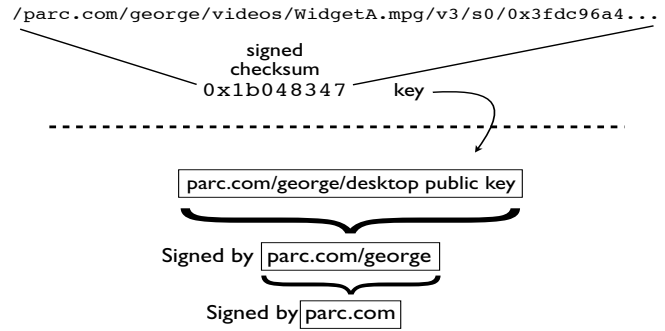 /parc.com/george/videos/WidgetA.mpg/v3/s0/0x3fdc96a4...
signed
checksum
0x1b048347
key
parc.com/george/desktop public key
Signed by parc.com/george
Signed by parc.com